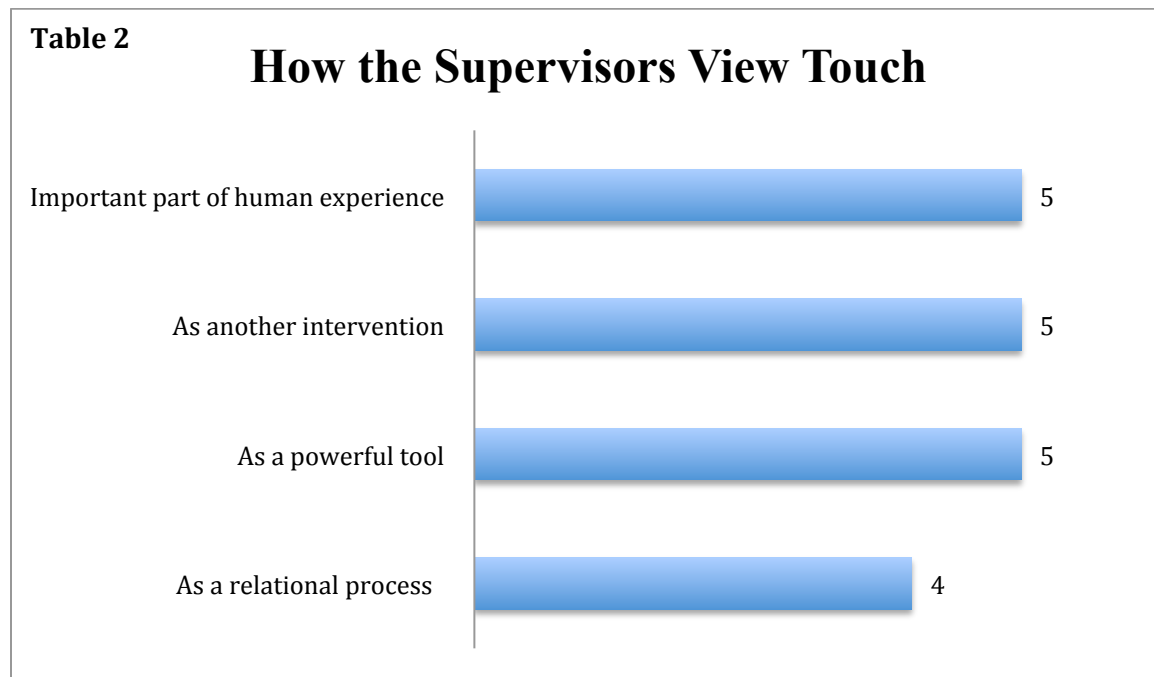 Table 2
How the Supervisors View Touch
Important part of human experience 5
As another intervention 5
As a powerful tool 5
As a relational process 4